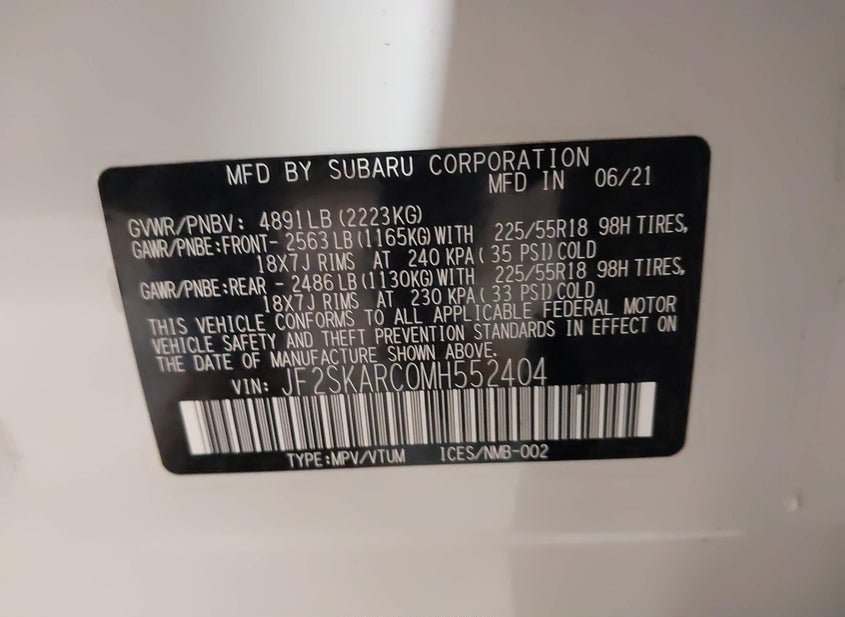 MFD BY SUBARU CORPORATION
MFD IN 06/21
GVWR/PNBV: 4891LB(2223KG)
GAWR/PNBE:FRONT- 2563LB(1165KG)WITH 225/55R18 98H TIRES,
18X7J RIMS AT 240 KPA( 35 PSI)COLD
GAWR/PNBE:REAR - 2486LB(1130KG)WITH 225/55R18 98H TIRES,
18X7J RIMS AT 230 KPA( 33 PSI)COLD
THIS VEHICLE CONFORMS TO ALL APPLICABLE FEDERAL MOTOR
VEHICLE SAFETY AND THEFT PREVENTION STANDARDS IN EFFECT ON
THE DATE OF MANUFACTURE SHOWN ABOVE.
VIN: JF2SKARC0MH552404
TYPE:MPV/VTUM ICES/NMB-002